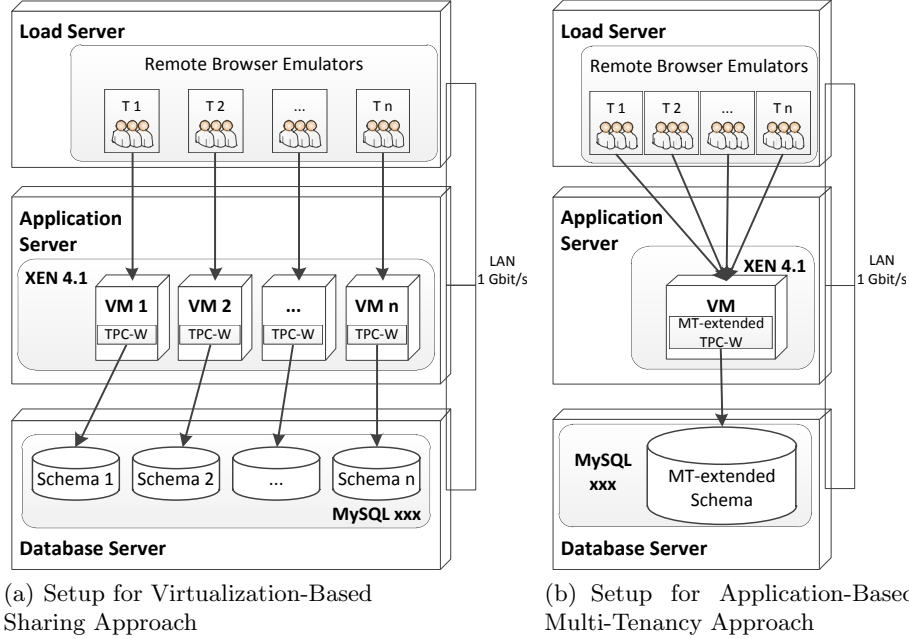 Load Server
Remote Browser Emulators
T 1
T 2
...
T n
Application
Server
XEN 4.1
VM 1
TPC-W
VM 2
TPC-W
...
TPC-W
VM n
TPC-W
LAN
1 Gbit/s
Schema 1
Schema 2
...
Schema n
MySQL xxx
Database Server
(a) Setup for Virtualization-Based
Sharing Approach
Load Server
Remote Browser Emulators
T 1
T 2
...
T n
Application
Server
XEN 4.1
VM
MT-extended
TPC-W
LAN
1 Gbit/s
MySQL
xxx
MT-extended
Schema
Database Server
(b) Setup for Application-Based
Multi-Tenancy Approach